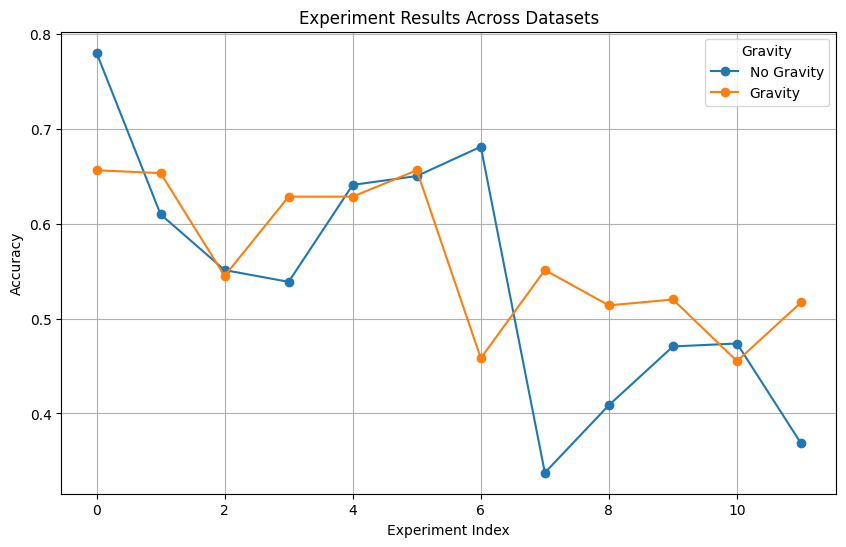 Experiment Results Across Datasets
Gravity
No Gravity
Gravity
0.8
0.7
0.6
0.5
0.4
Accuracy
0 2 4 6 8 10
Experiment Index